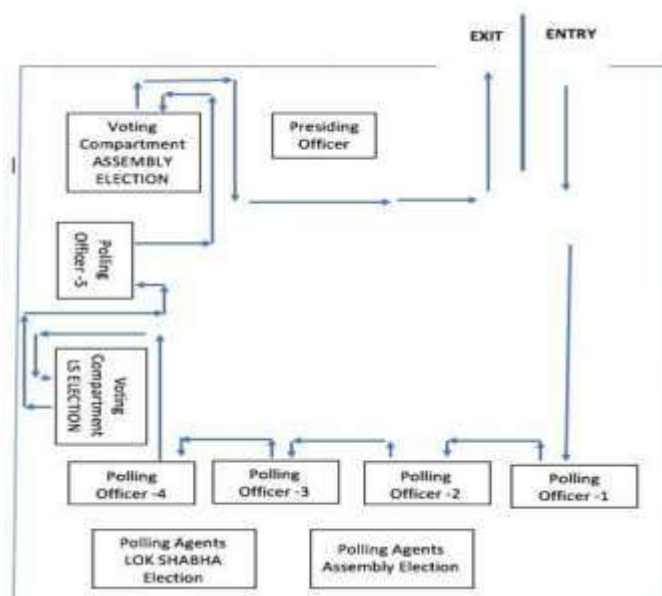 EXIT
ENTRY
Voting
Compartment
ASSEMBLY
ELECTION
Presiding
Officer
Polling
Officer -5
Voting
Compartment
LS ELECTION
Polling
Officer -4
Polling
Officer -3
Polling
Officer -2
Polling
Officer -1
Polling Agents
LOK SHABHA
Election
Polling Agents
Assembly Election